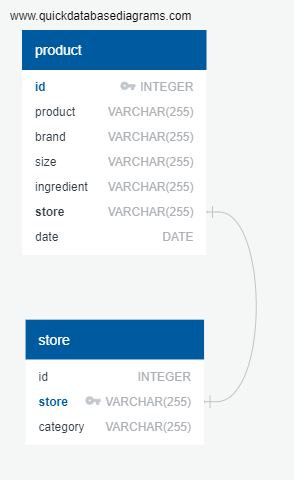 www.quickdatabasediagrams.com
product
id INTEGER
product VARCHAR(255)
brand VARCHAR(255)
size VARCHAR(255)
ingredient VARCHAR(255)
store VARCHAR(255)
date DATE
store
id INTEGER
store VARCHAR(255)
category VARCHAR(255)